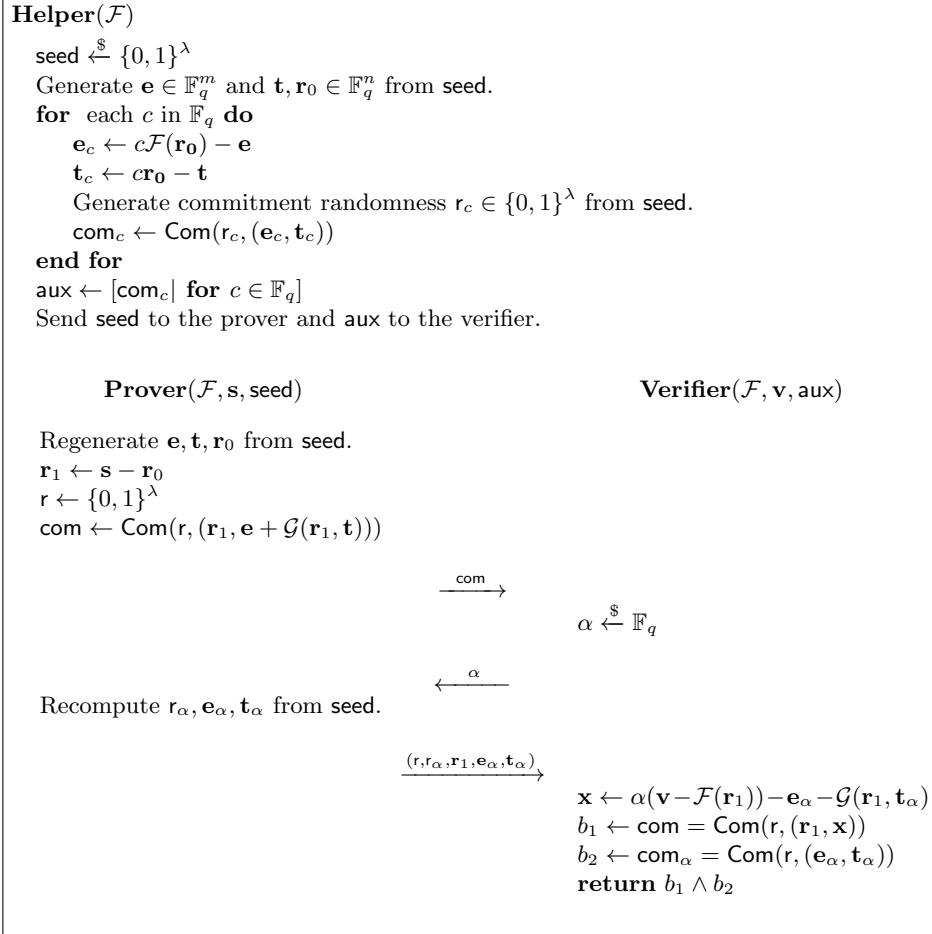 Helper(𝓕)
seed ←$ {0, 1}^λ
Generate e ∈ 𝔽_q^m and t, r_0 ∈ 𝔽_q^n from seed.
for each c in 𝔽_q do
e_c ← c𝓕(r_0) − e
t_c ← cr_0 − t
Generate commitment randomness r_c ∈ {0, 1}^λ from seed.
com_c ← Com(r_c, (e_c, t_c))
end for
aux ← [com_c| for c ∈ 𝔽_q]
Send seed to the prover and aux to the verifier.
Prover(𝓕, s, seed) Verifier(𝓕, v, aux)
Regenerate e, t, r_0 from seed.
r_1 ← s − r_0
r ← {0, 1}^λ
com ← Com(r, (r_1, e + 𝓖(r_1, t)))
com
α ←$ 𝔽_q
α
Recompute r_α, e_α, t_α from seed.
(r,r_α,r_1,e_α,t_α)
x ← α(v−𝓕(r_1))−e_α−𝓖(r_1, t_α)
b_1 ← com = Com(r, (r_1, x))
b_2 ← com_α = Com(r, (e_α, t_α))
return b_1 ∧ b_2